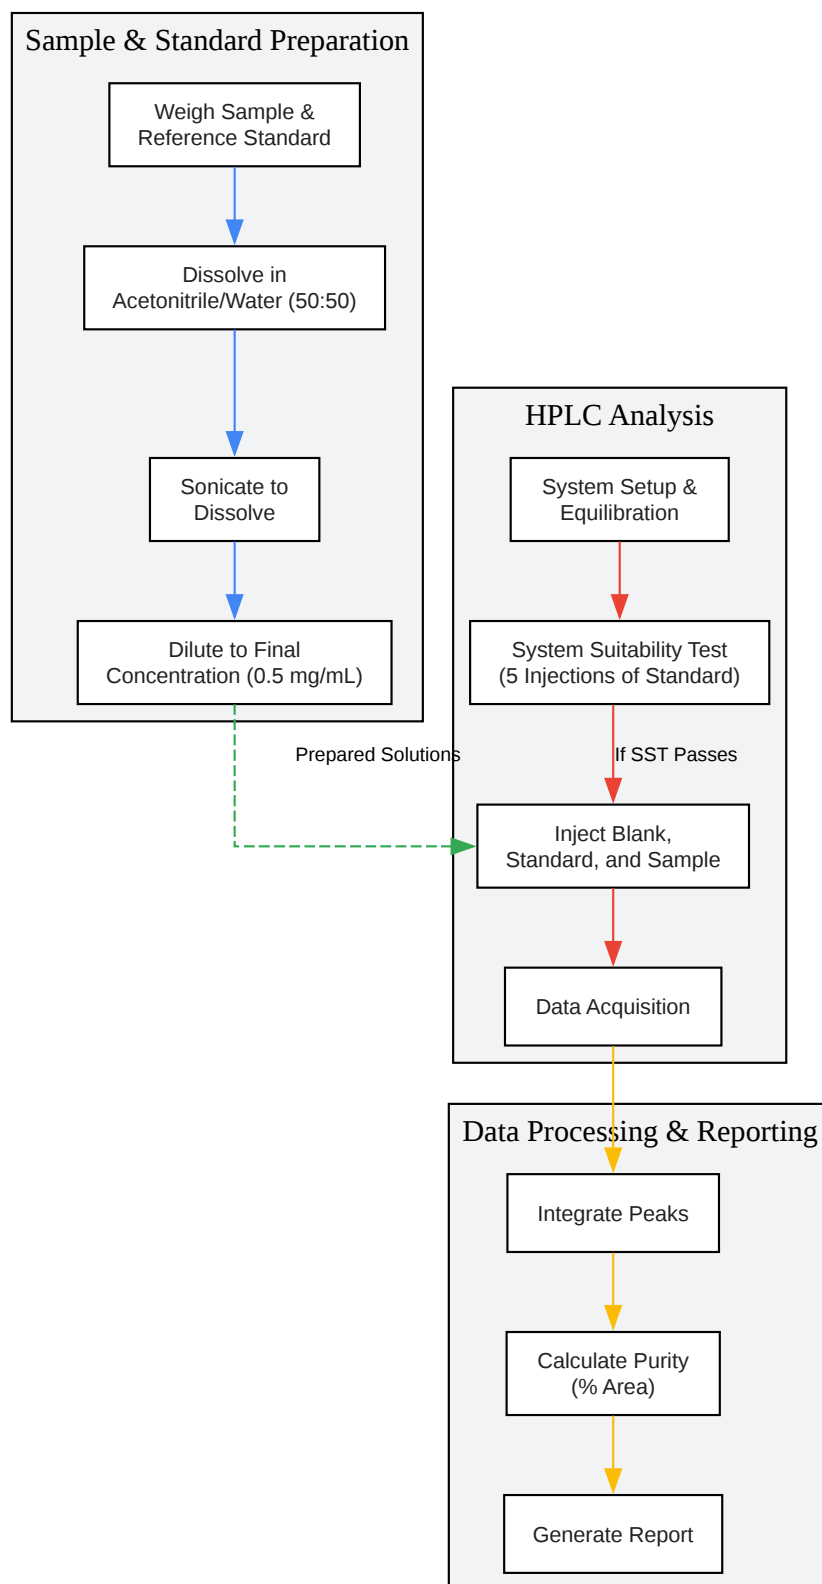 Sample & Standard Preparation
Weigh Sample &
Reference Standard
Dissolve in
Acetonitrile/Water (50:50)
Sonicate to
Dissolve
Dilute to Final
Concentration (0.5 mg/mL)
Prepared Solutions
HPLC Analysis
System Setup &
Equilibration
System Suitability Test
(5 Injections of Standard)
If SST Passes
Inject Blank,
Standard, and Sample
Data Acquisition
Data Processing & Reporting
Integrate Peaks
Calculate Purity
(% Area)
Generate Report